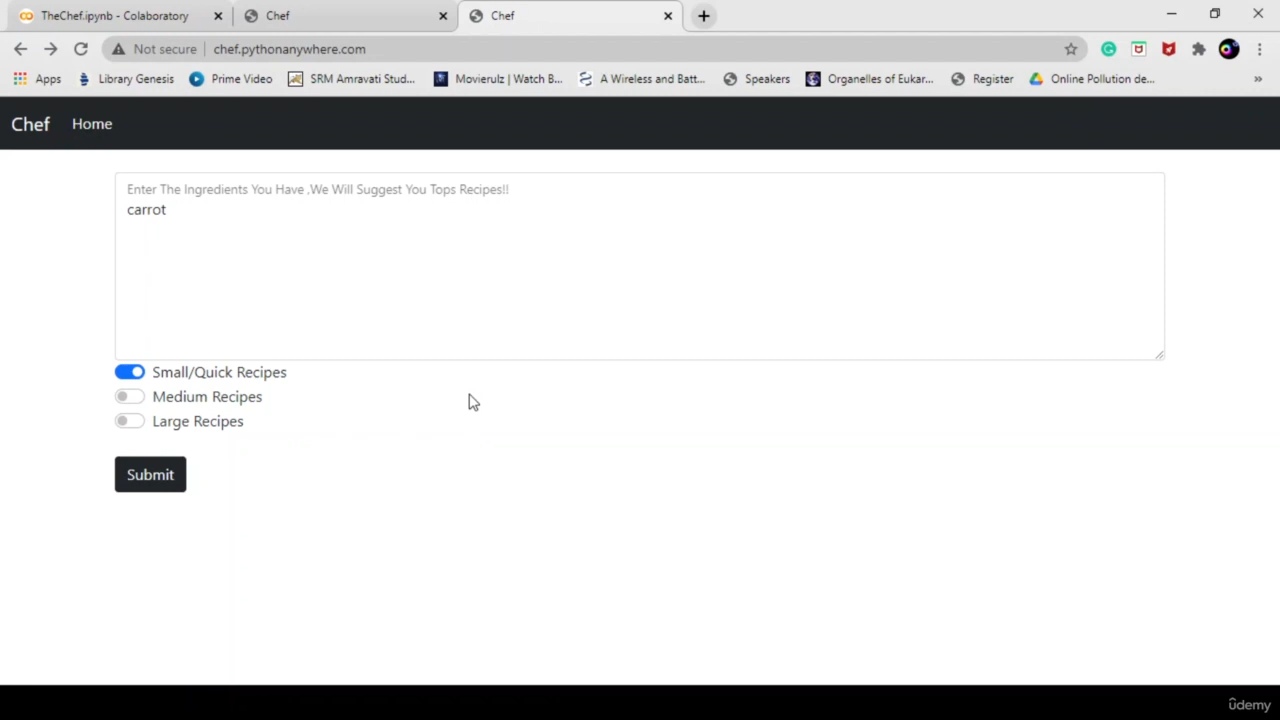 TheChef.ipynb - Colaboratory
Chef
Chef
Not secure
chef.pythonanywhere.com
Apps
Library Genesis
Prime Video
SRM Amravati Stud...
Movierulz | Watch B...
A Wireless and Batt...
Speakers
Organelles of Eukar...
Register
Online Pollution de...
»
Chef
Home
Enter The Ingredients You Have ,We Will Suggest You Tops Recipes!!
carrot
Small/Quick Recipes
Medium Recipes
Large Recipes
Submit
ûdemy